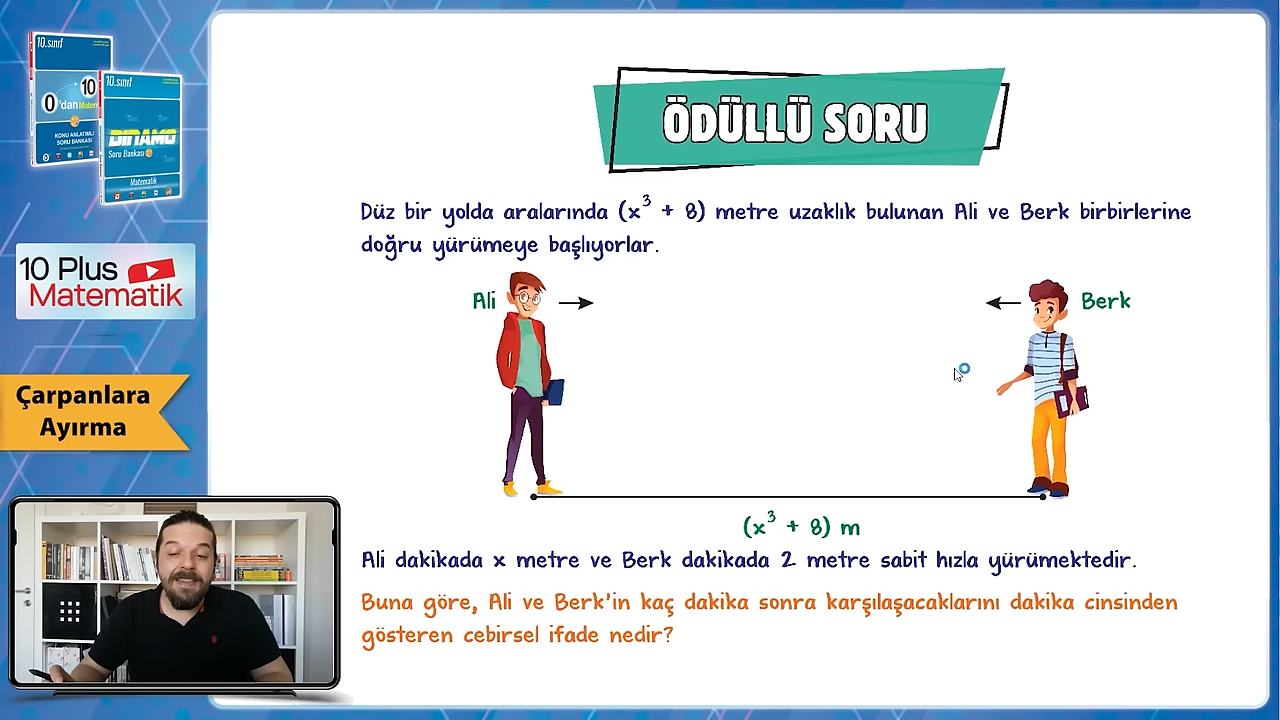 10.sınıf
10
0'dan
KONU ANLATIMLI
SORU BANKASI
10.sınıf
DİNAMO
Soru Bankası
Matematik
10 Plus
Matematik
Çarpanlara
Ayırma
ÖDÜLLÜ SORU
Düz bir yolda aralarında (x³ + 8) metre uzaklık bulunan Ali ve Berk birbirlerine
doğru yürümeye başlıyorlar.
Ali
Berk
(x³ + 8) m
Ali dakikada x metre ve Berk dakikada 2 metre sabit hızla yürümektedir.
Buna göre, Ali ve Berk'in kaç dakika sonra karşılaşacaklarını dakika cinsinden
gösteren cebirsel ifade nedir?